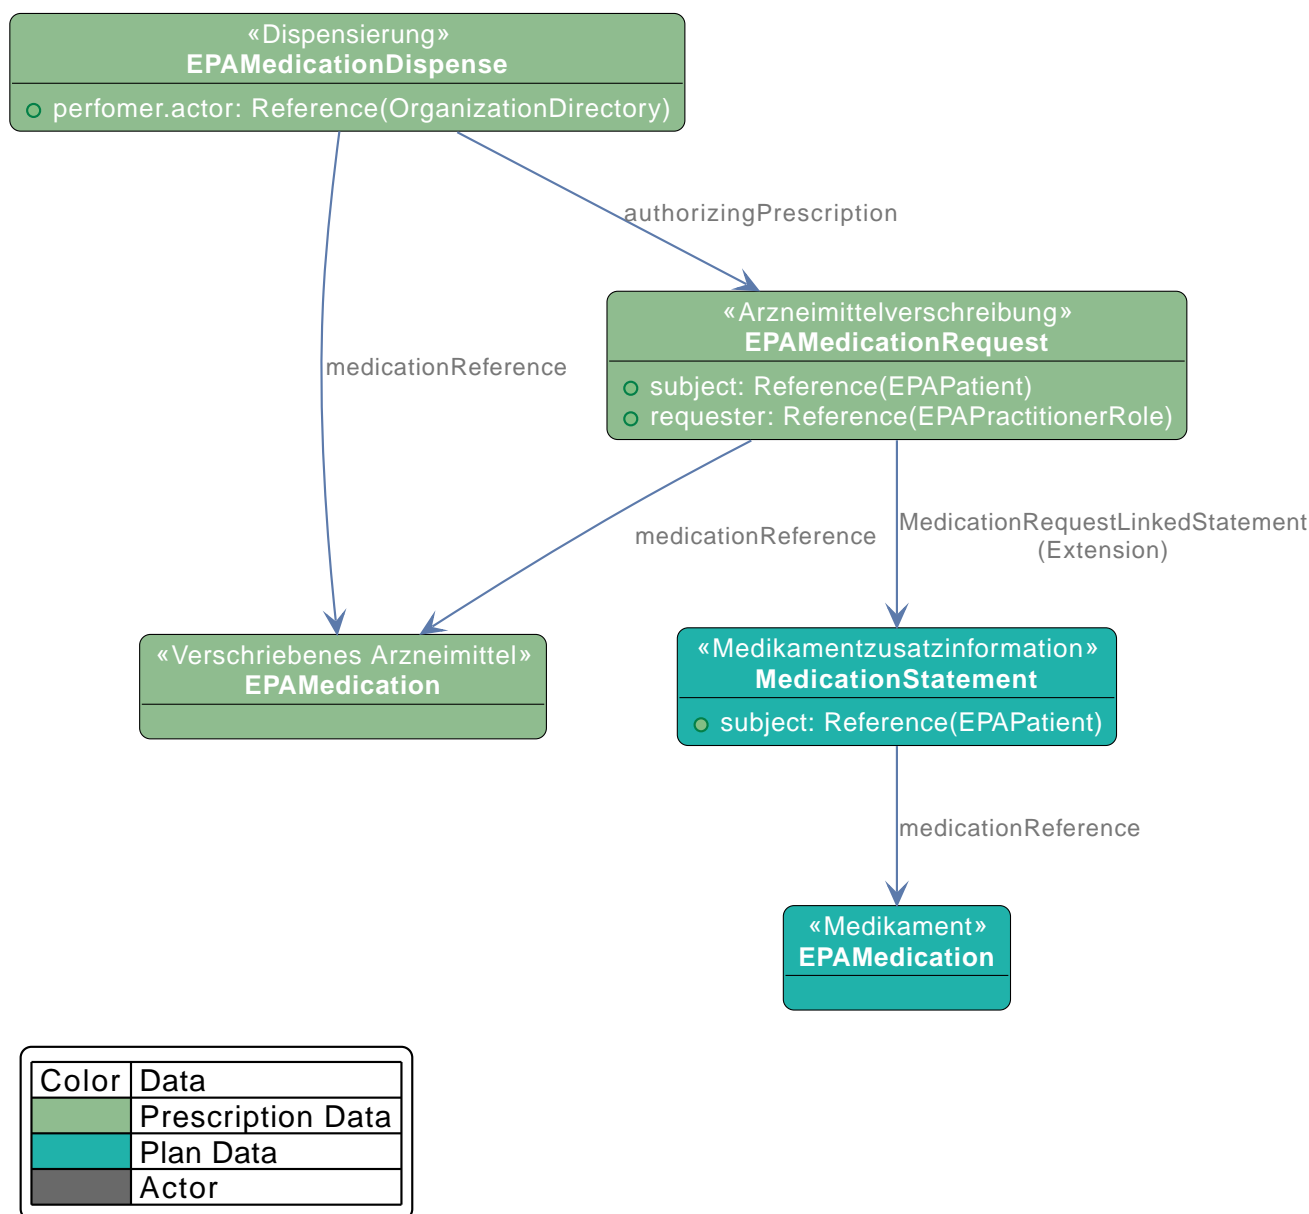 «Dispensierung»
EPAMedicationDispense
perfomer.actor: Reference(OrganizationDirectory)
authorizingPrescription
medicationReference
«Arzneimittelverschreibung»
EPAMedicationRequest
subject: Reference(EPAPatient)
requester: Reference(EPAPractitionerRole)
medicationReference
MedicationRequestLinkedStatement
(Extension)
«Verschriebenes Arzneimittel»
EPAMedication
«Medikamentzusatzinformation»
MedicationStatement
subject: Reference(EPAPatient)
medicationReference
«Medikament»
EPAMedication
Color Data
Prescription Data
Plan Data
Actor